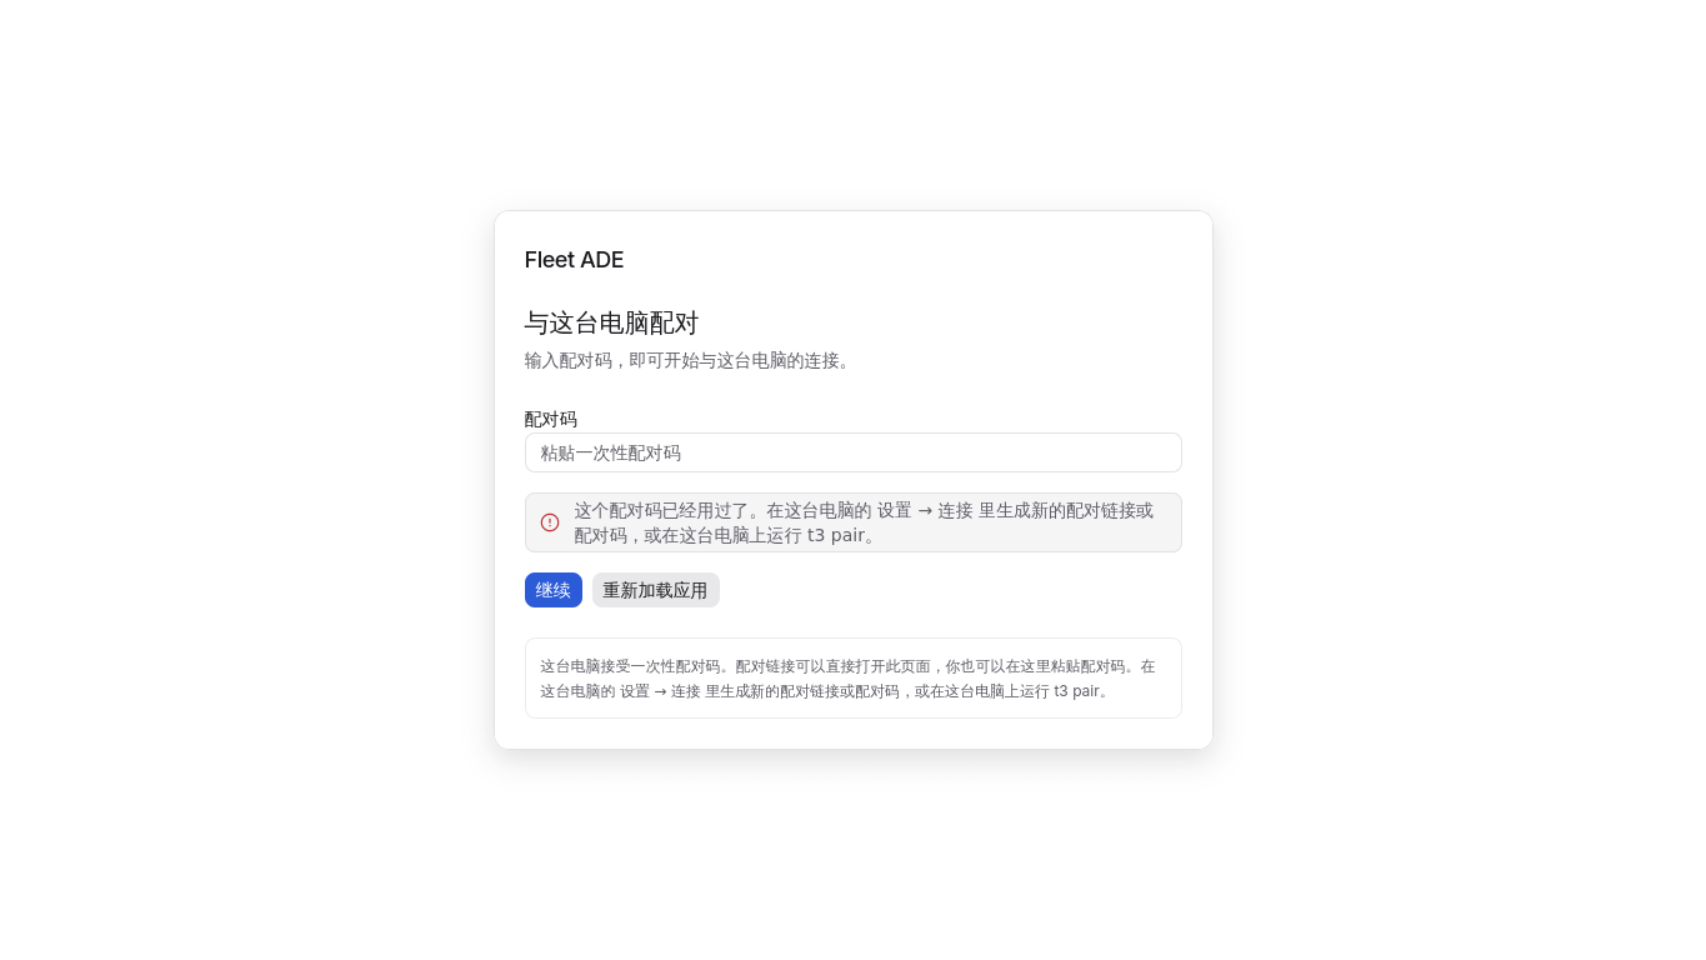 Fleet ADE
与这台电脑配对
输入配对码，即可开始与这台电脑的连接。
配对码
粘贴一次性配对码
这个配对码已经用过了。在这台电脑的 设置 → 连接 里生成新的配对链接或
配对码，或在这台电脑上运行 t3 pair。
继续
重新加载应用
这台电脑接受一次性配对码。配对链接可以直接打开此页面，你也可以在这里粘贴配对码。在
这台电脑的 设置 → 连接 里生成新的配对链接或配对码，或在这台电脑上运行 t3 pair。